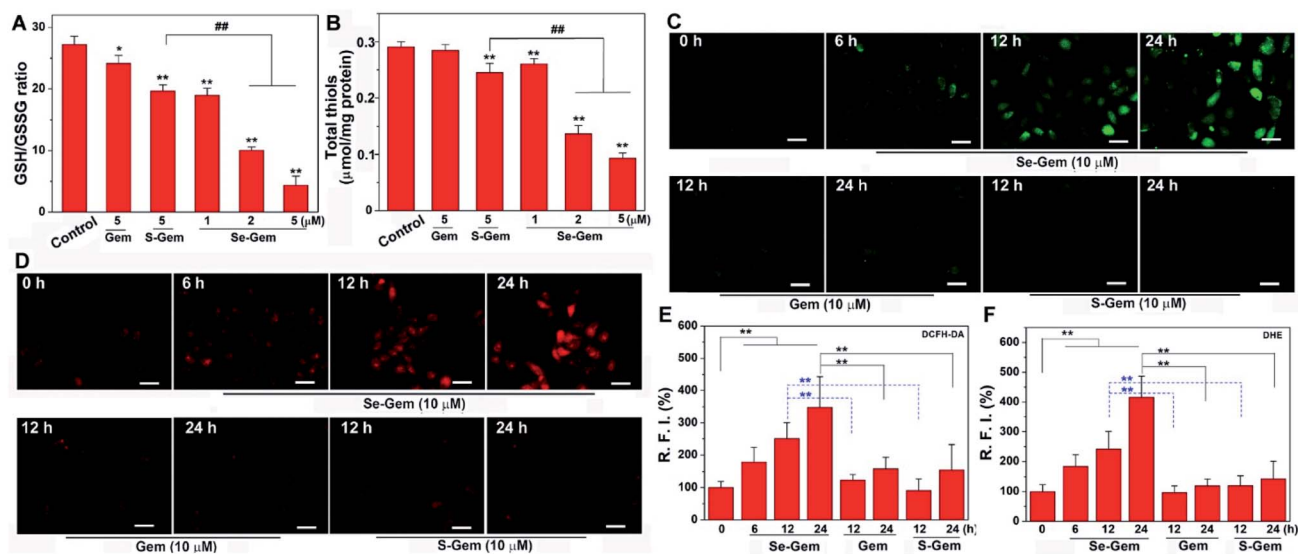 A
GSH/GSSG ratio
30
20
10
0
*
**
**
**
**
##
Control
5
5
1
2
5 (μM)
Gem
S-Gem
Se-Gem
B
Total thiols
(μmol/mg protein)
0.3
0.2
0.1
0.0
**
**
**
**
##
Control
5
5
1
2
5 (μM)
Gem
S-Gem
Se-Gem
C
0 h
6 h
12 h
24 h
Se-Gem (10 μM)
12 h
24 h
12 h
24 h
Gem (10 μM)
S-Gem (10 μM)
D
0 h
6 h
12 h
24 h
Se-Gem (10 μM)
12 h
24 h
12 h
24 h
Gem (10 μM)
S-Gem (10 μM)
E
DCFH-DA
R. F. I. (%)
600
500
400
300
200
100
0
**
**
**
**
**
0
6
12
24
12
24
12
24 (h)
Se-Gem
Gem
S-Gem
F
DHE
R. F. I. (%)
600
500
400
300
200
100
0
**
**
**
**
**
0
6
12
24
12
24
12
24 (h)
Se-Gem
Gem
S-Gem